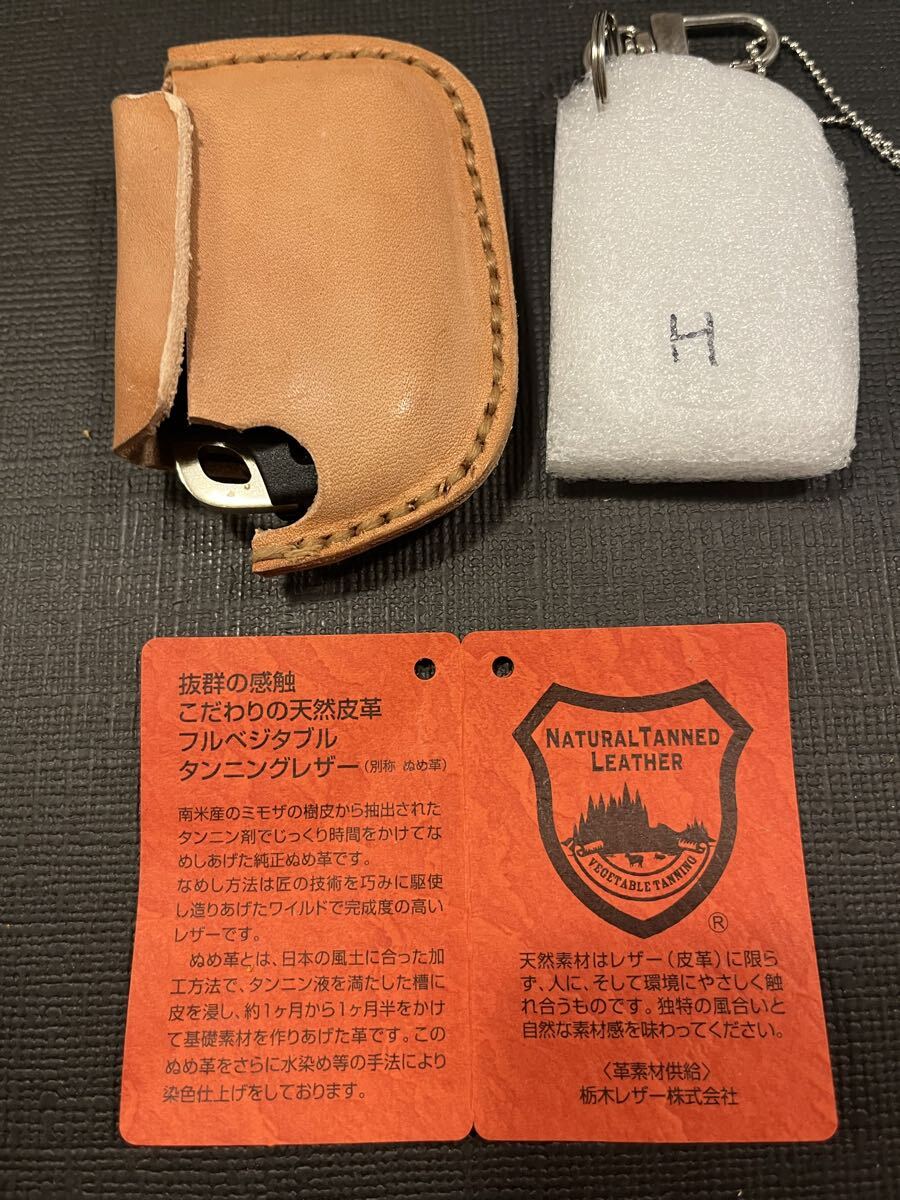 H
抜群の感触
こだわりの天然皮革
フルベジタブル
タンニングレザー（別称 ぬめ革）
南米産のミモザの樹皮から抽出された
タンニン剤でじっくり時間をかけてな
めしあげた純正ぬめ革です。
なめし方法は匠の技術を巧みに駆使
し造りあげたワイルドで完成度の高い
レザーです。
ぬめ革とは、日本の風土に合った加
工方法で、タンニン液を満たした槽に
皮を浸し、約1ヶ月から1ヶ月半をかけ
て基礎素材を作りあげた革です。この
ぬめ革をさらに水染め等の手法により
染色仕上げをしております。
NATURAL TANNED
LEATHER
VEGETABLE TANNING
®
天然素材はレザー（皮革）に限ら
ず、人に、そして環境にやさしく触
れ合うものです。独特の風合いと
自然な素材感を味わってください。
〈革素材供給〉
栃木レザー株式会社